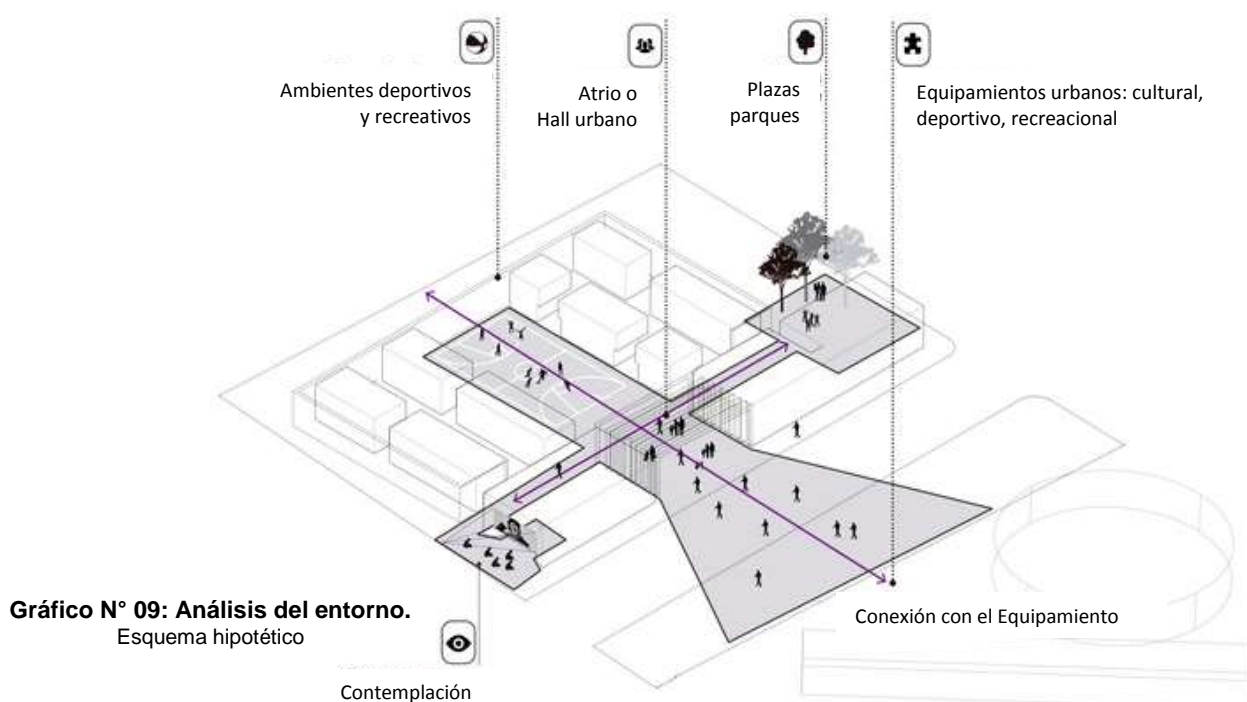 Ambientes deportivos
y recreativos
Atrio o
Hall urbano
Plazas
parques
Equipamientos urbanos: cultural,
deportivo, recreacional
Gráfico N° 09: Análisis del entorno.
Esquema hipotético
Conexión con el Equipamiento
Contemplación